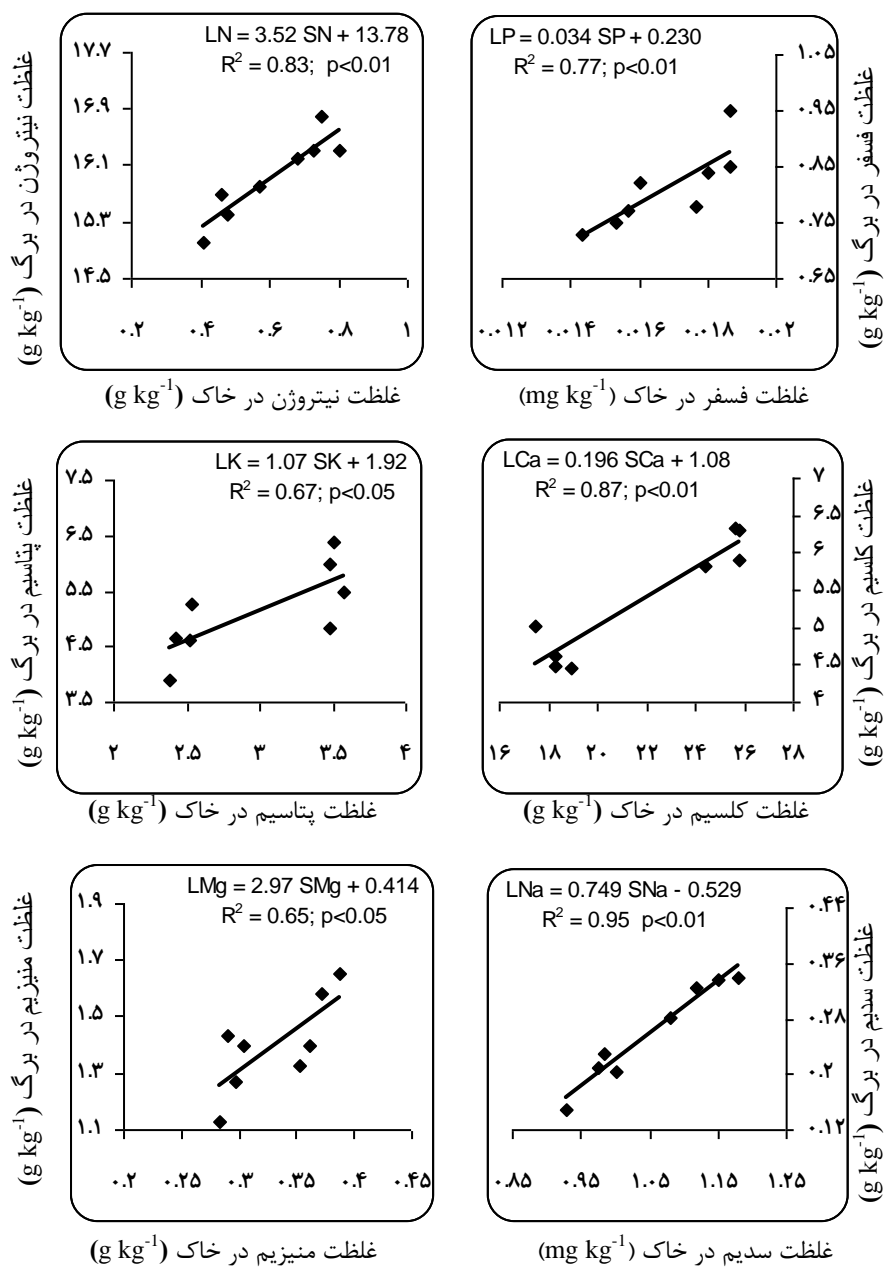 LN = 3.52 SN + 13.78
R² = 0.83; p<0.01
غلظت نیتروژن در برگ (g kg⁻¹)
۱۷.۷
۱۶.۹
۱۶.۱
۱۵.۳
۱۴.۵
۰.۲ ۰.۴ ۰.۶ ۰.۸ ۱
غلظت نیتروژن در خاک (g kg⁻¹)
LP = 0.034 SP + 0.230
R² = 0.77; p<0.01
غلظت فسفر در برگ (g kg⁻¹)
۱.۰۵
۰.۹۵
۰.۸۵
۰.۷۵
۰.۶۵
۰.۰۱۲ ۰.۰۱۴ ۰.۰۱۶ ۰.۰۱۸ ۰.۰۲
غلظت فسفر در خاک (mg kg⁻¹)
LK = 1.07 SK + 1.92
R² = 0.67; p<0.05
غلظت پتاسیم در برگ (g kg⁻¹)
۷.۵
۶.۵
۵.۵
۴.۵
۳.۵
۲ ۲.۵ ۳ ۳.۵ ۴
غلظت پتاسیم در خاک (g kg⁻¹)
LCa = 0.196 SCa + 1.08
R² = 0.87; p<0.01
غلظت کلسیم در برگ (g kg⁻¹)
۷
۶.۵
۶
۵.۵
۵
۴.۵
۴
۱۶ ۱۸ ۲۰ ۲۲ ۲۴ ۲۶ ۲۸
غلظت کلسیم در خاک (g kg⁻¹)
LMg = 2.97 SMg + 0.414
R² = 0.65; p<0.05
غلظت منیزیم در برگ (g kg⁻¹)
۱.۹
۱.۷
۱.۵
۱.۳
۱.۱
۰.۲ ۰.۲۵ ۰.۳ ۰.۳۵ ۰.۴ ۰.۴۵
غلظت منیزیم در خاک (g kg⁻¹)
LNa = 0.749 SNa - 0.529
R² = 0.95 p<0.01
غلظت سدیم در برگ (g kg⁻¹)
۰.۴۴
۰.۳۶
۰.۲۸
۰.۲
۰.۱۲
۰.۸۵ ۰.۹۵ ۱.۰۵ ۱.۱۵ ۱.۲۵
غلظت سدیم در خاک (mg kg⁻¹)